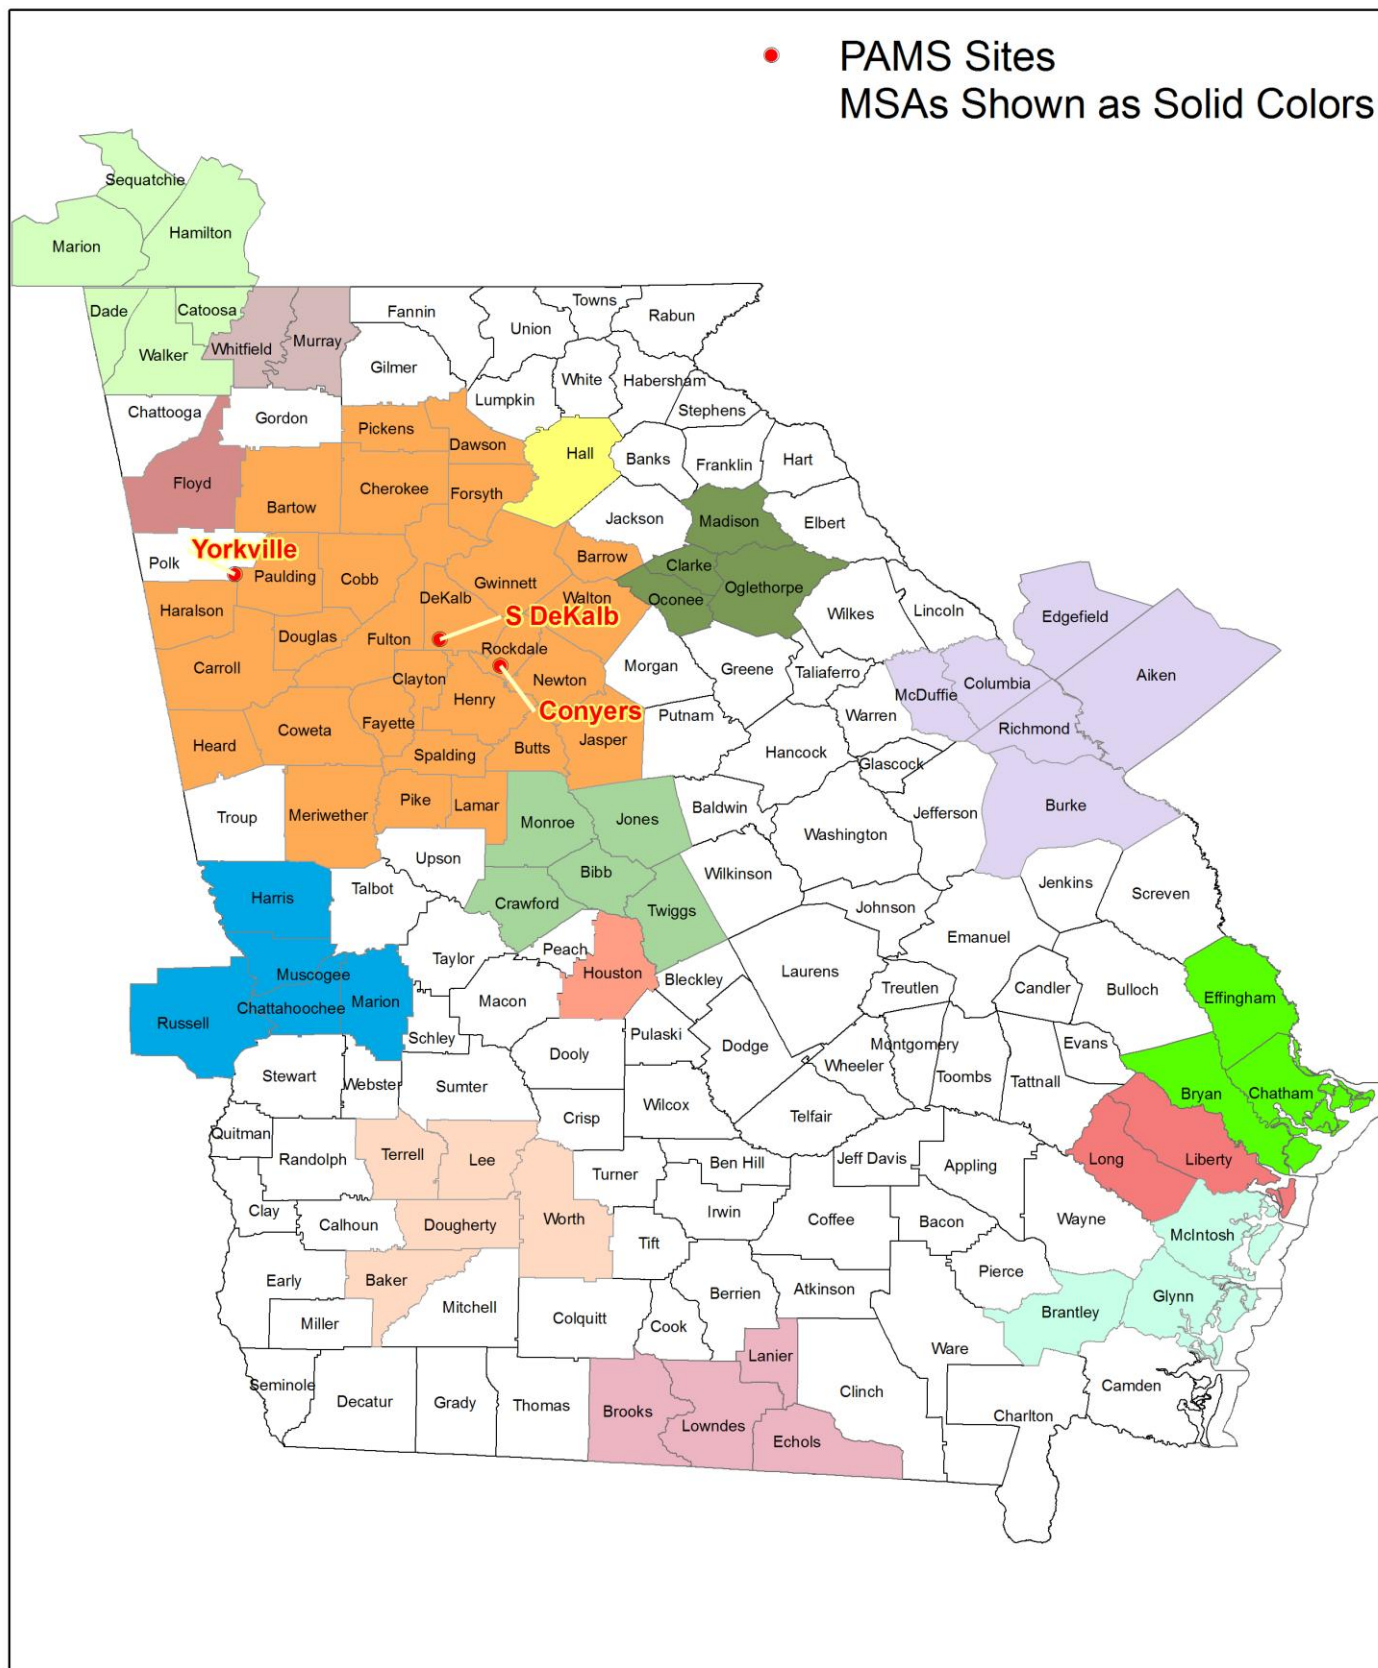 PAMS Sites
MSAs Shown as Solid Colors
Sequatchie
Marion
Hamilton
Dade
Catoosa
Walker
Whitfield
Murray
Fannin
Towns
Union
Rabun
Gilmer
White
Habersham
Lumpkin
Stephens
Chattooga
Gordon
Pickens
Dawson
Hall
Banks
Franklin
Hart
Floyd
Bartow
Cherokee
Forsyth
Jackson
Madison
Elbert
Polk
Yorkville
Paulding
Cobb
Gwinnett
Barrow
Clarke
Oglethorpe
Oconee
Haralson
DeKalb
Walton
S DeKalb
Wilkes
Lincoln
Edgefield
Douglas
Fulton
Rockdale
Carroll
Clayton
Newton
Morgan
Greene
Taliaferro
McDuffie
Columbia
Aiken
Henry
Conyers
Putnam
Warren
Richmond
Heard
Coweta
Fayette
Spalding
Butts
Jasper
Hancock
Glascock
Troup
Meriwether
Pike
Lamar
Monroe
Jones
Baldwin
Washington
Jefferson
Burke
Upson
Bibb
Wilkinson
Jenkins
Screven
Harris
Talbot
Crawford
Twiggs
Johnson
Emanuel
Peach
Taylor
Houston
Bleckley
Laurens
Treutlen
Candler
Bulloch
Effingham
Muscogee
Chattahoochee
Marion
Macon
Russell
Schley
Dooly
Pulaski
Dodge
Wheeler
Montgomery
Toombs
Tattnall
Evans
Bryan
Chatham
Stewart
Webster
Sumter
Crisp
Wilcox
Telfair
Quitman
Randolph
Terrell
Lee
Turner
Ben Hill
Jeff Davis
Appling
Long
Liberty
Clay
Calhoun
Dougherty
Worth
Tift
Irwin
Coffee
Bacon
Wayne
McIntosh
Early
Baker
Mitchell
Berrien
Atkinson
Pierce
Brantley
Glynn
Miller
Colquitt
Cook
Ware
Lanier
Seminole
Decatur
Grady
Thomas
Brooks
Lowndes
Echols
Clinch
Charlton
Camden